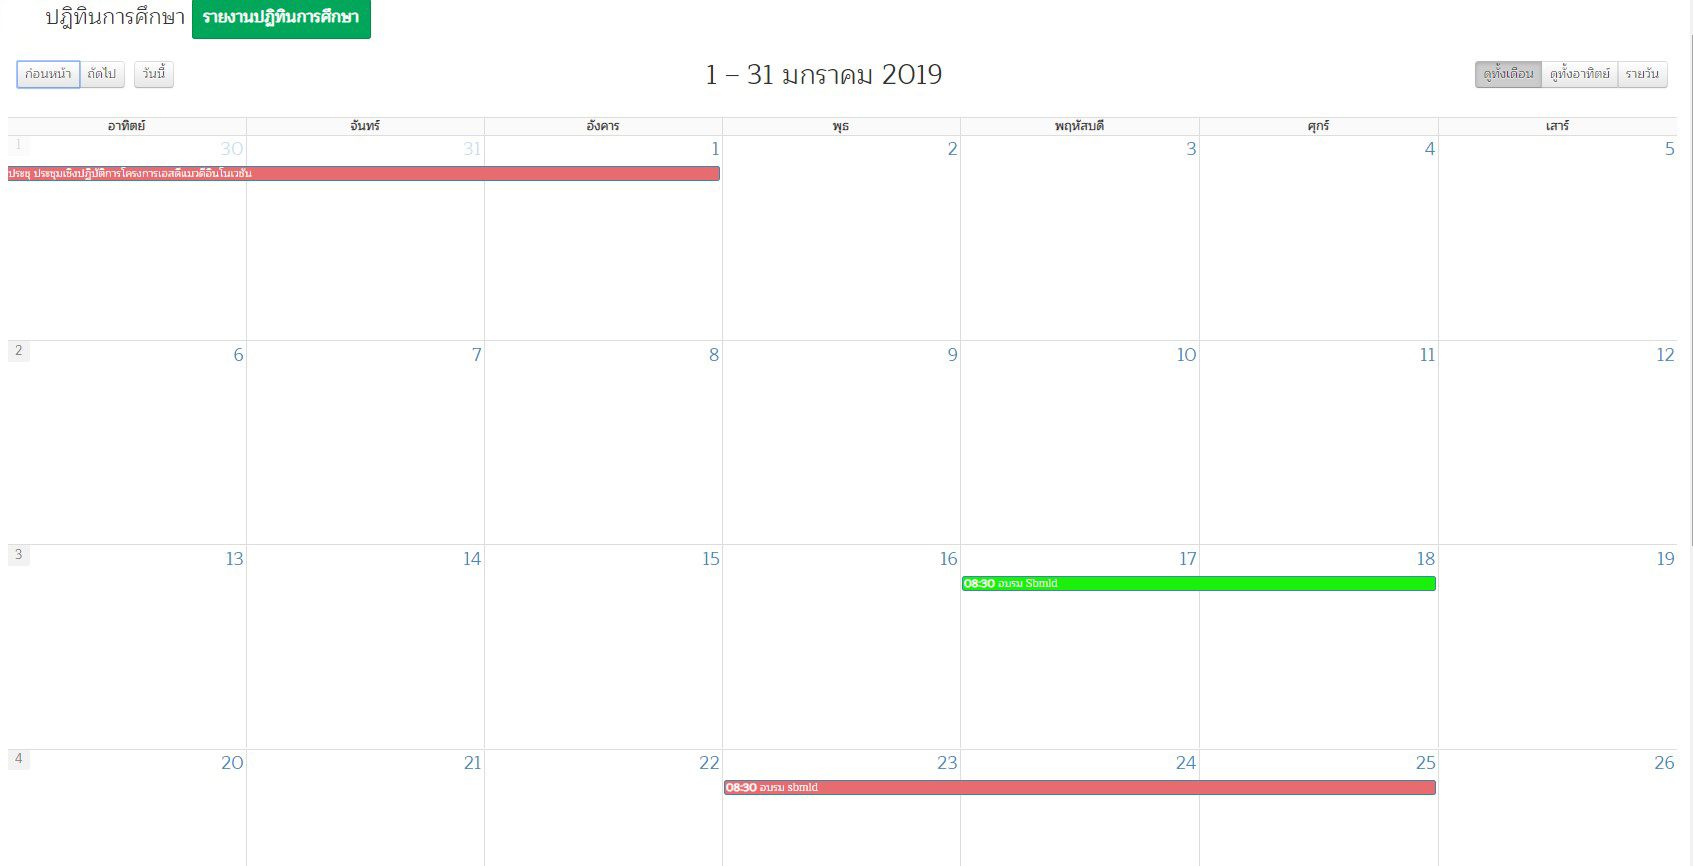 ปฎิทินการศึกษา รายงานปฏิทินการศึกษา
ก่อนหน้า ถัดไป วันนี้ 1 – 31 มกราคม 2019 ดูทั้งเดือน ดูทั้งอาทิตย์ รายวัน
อาทิตย์ จันทร์ อังคาร พุธ พฤหัสบดี ศุกร์ เสาร์
1 30 31 1 2 3 4 5
ประชุ ประชุมเชิงปฏิบัติการโครงการเอสดีแมวดีอินโนเวชัน
2 6 7 8 9 10 11 12
3 13 14 15 16 17 18 19
08:30 อบรม Sbmld
4 20 21 22 23 24 25 26
08:30 อบรม sbmld